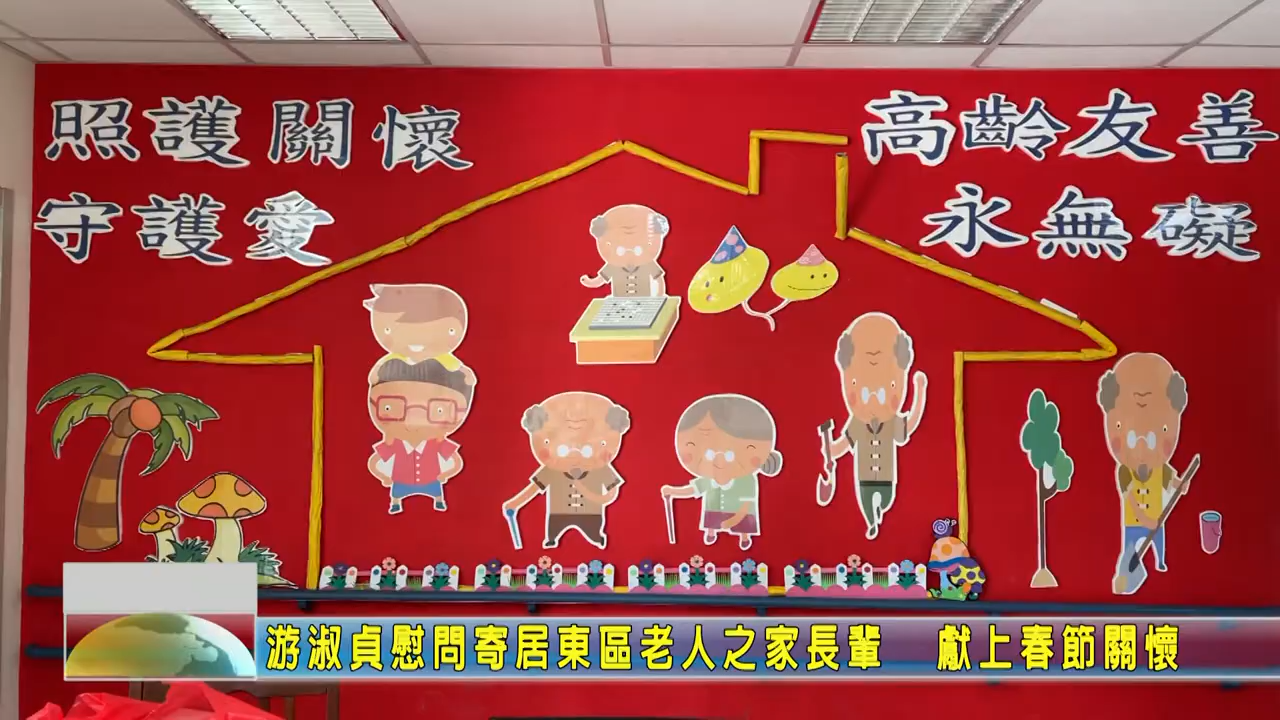 照護關懷
守護愛
高齡友善
永無礙
游淑貞慰問寄居東區老人之家長輩 獻上春節關懷